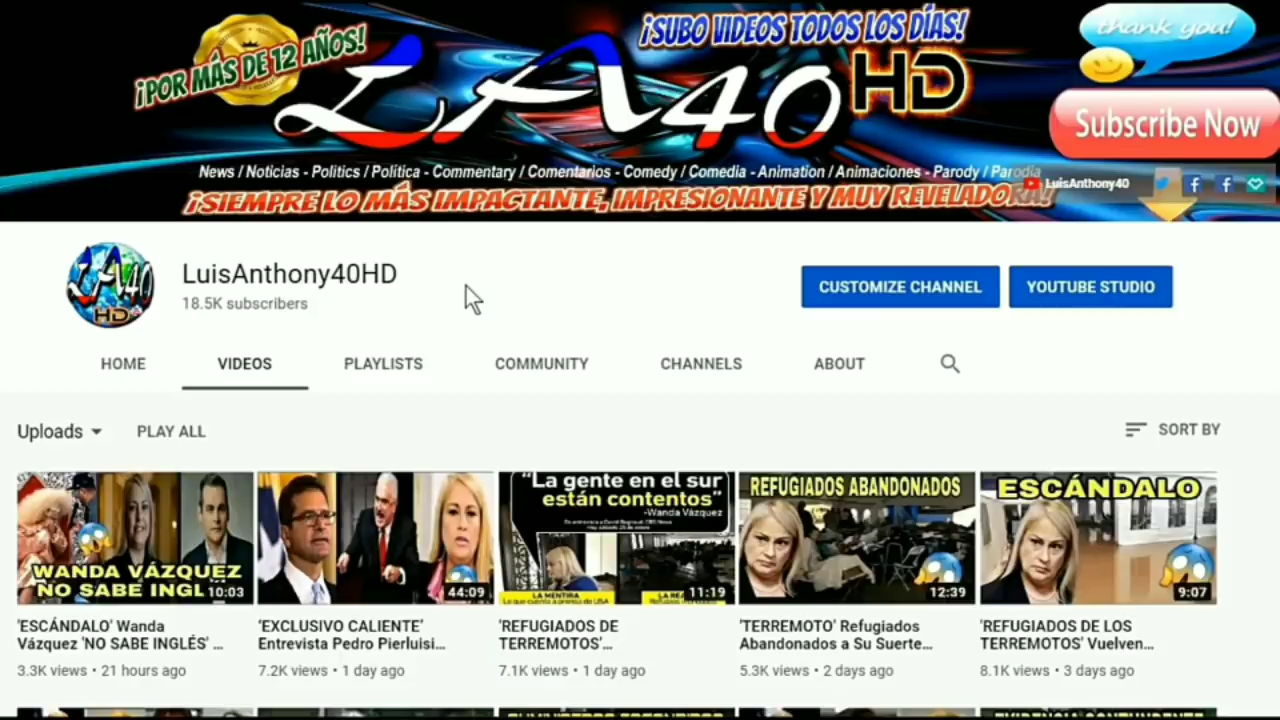 ¡POR MÁS DE 12 AÑOS!
¡SUBO VIDEOS TODOS LOS DÍAS!
LA40 HD
thank you!
Subscribe Now
News / Noticias - Politics / Política - Commentary / Comentarios - Comedy / Comedia - Animation / Animaciones - Parody / Parodia
LuisAnthony40
¡SIEMPRE LO MÁS IMPACTANTE, IMPRESIONANTE Y MUY REVELADORA!
LA40
HD
LuisAnthony40HD
18.5K subscribers
CUSTOMIZE CHANNEL
YOUTUBE STUDIO
HOME
VIDEOS
PLAYLISTS
COMMUNITY
CHANNELS
ABOUT
Uploads
PLAY ALL
SORT BY
WANDA VÁZQUEZ
NO SABE INGL
10:03
'ESCÁNDALO' Wanda
Vázquez 'NO SABE INGLÉS' ...
3.3K views • 21 hours ago
44:09
'EXCLUSIVO CALIENTE'
Entrevista Pedro Pierluisi...
7.2K views • 1 day ago
"La gente en el sur
están contentos"
-Wanda Vázquez
LA MENTIRA
11:19
'REFUGIADOS DE
TERREMOTOS'...
7.1K views • 1 day ago
REFUGIADOS ABANDONADOS
12:39
'TERREMOTO' Refugiados
Abandonados a Su Suerte...
5.3K views • 2 days ago
ESCÁNDALO
9:07
'REFUGIADOS DE LOS
TERREMOTOS' Vuelven...
8.1K views • 3 days ago